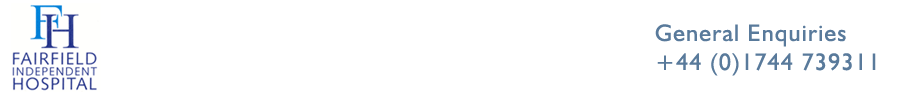 FH
FAIRFIELD
INDEPENDENT
HOSPITAL
General Enquiries
+44 (0)1744 739311